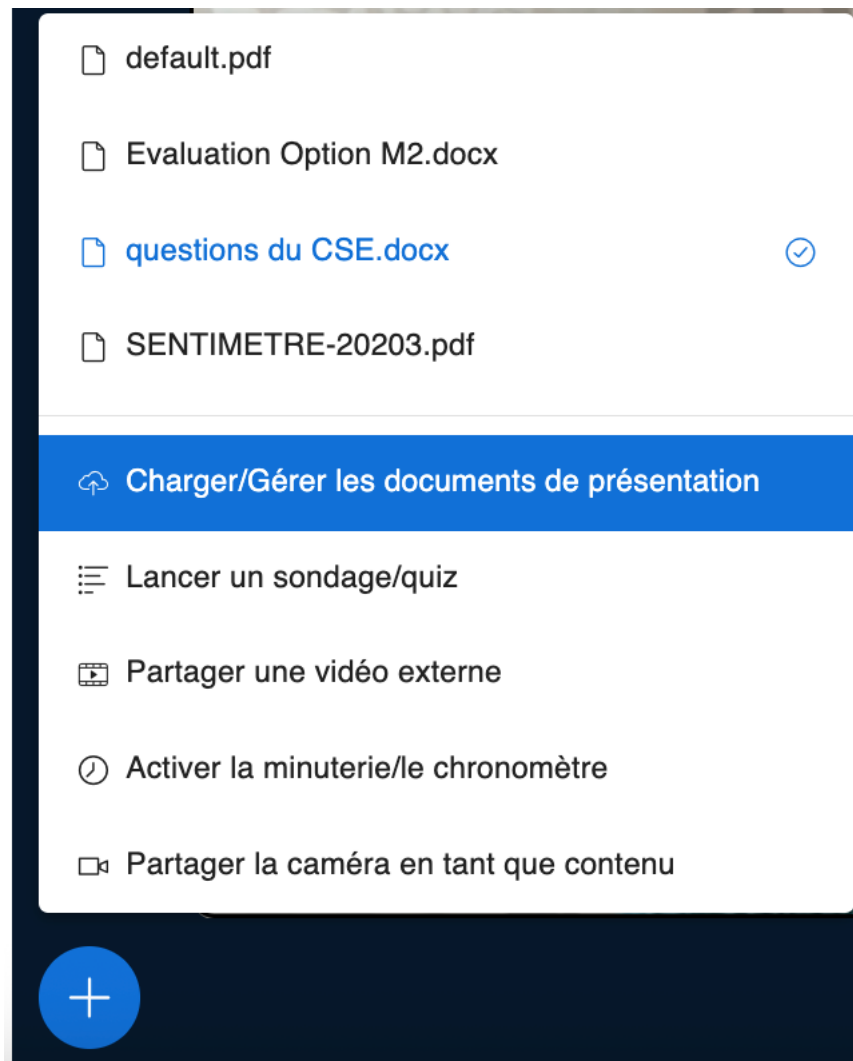 default.pdf
Evaluation Option M2.docx
questions du CSE.docx
SENTIMETRE-20203.pdf
Charger/Gérer les documents de présentation
Lancer un sondage/quiz
Partager une vidéo externe
Activer la minuterie/le chronomètre
Partager la caméra en tant que contenu